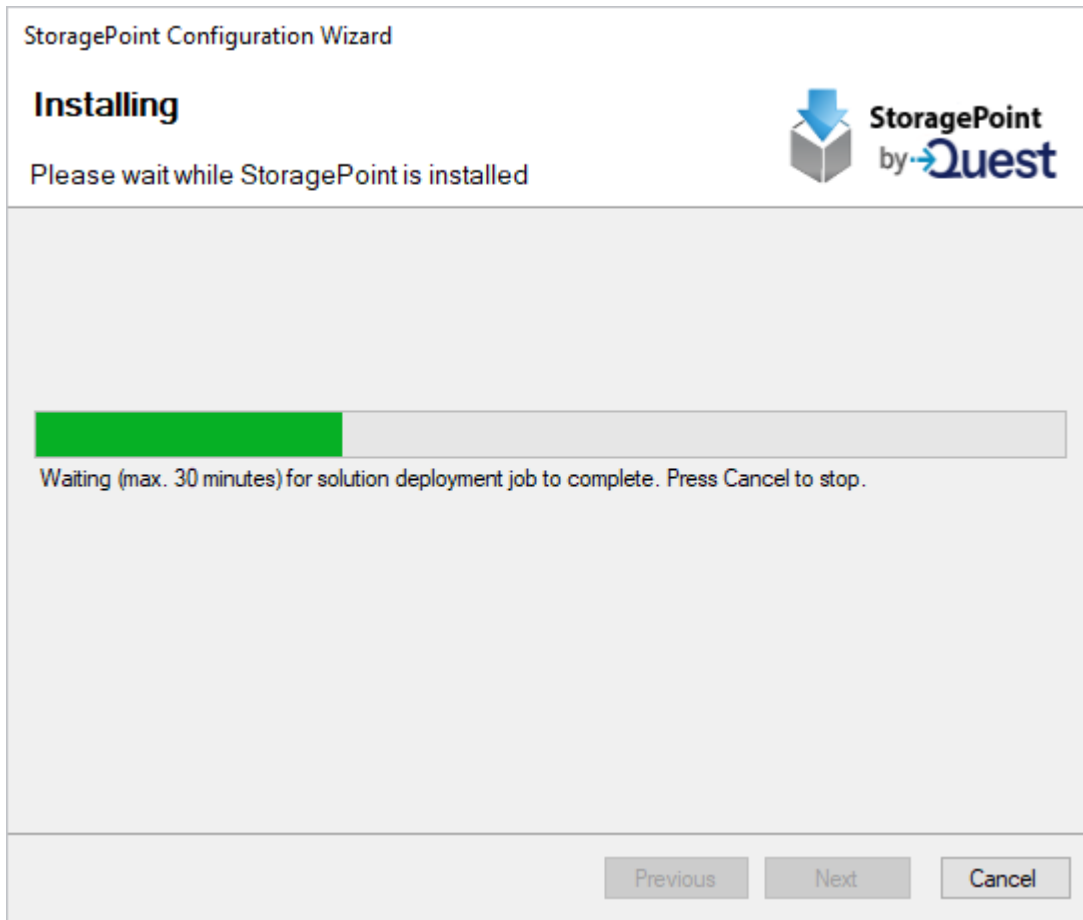 StoragePoint Configuration Wizard
Installing
Please wait while StoragePoint is installed
StoragePoint
by Quest
Waiting (max. 30 minutes) for solution deployment job to complete. Press Cancel to stop.
Previous
Next
Cancel